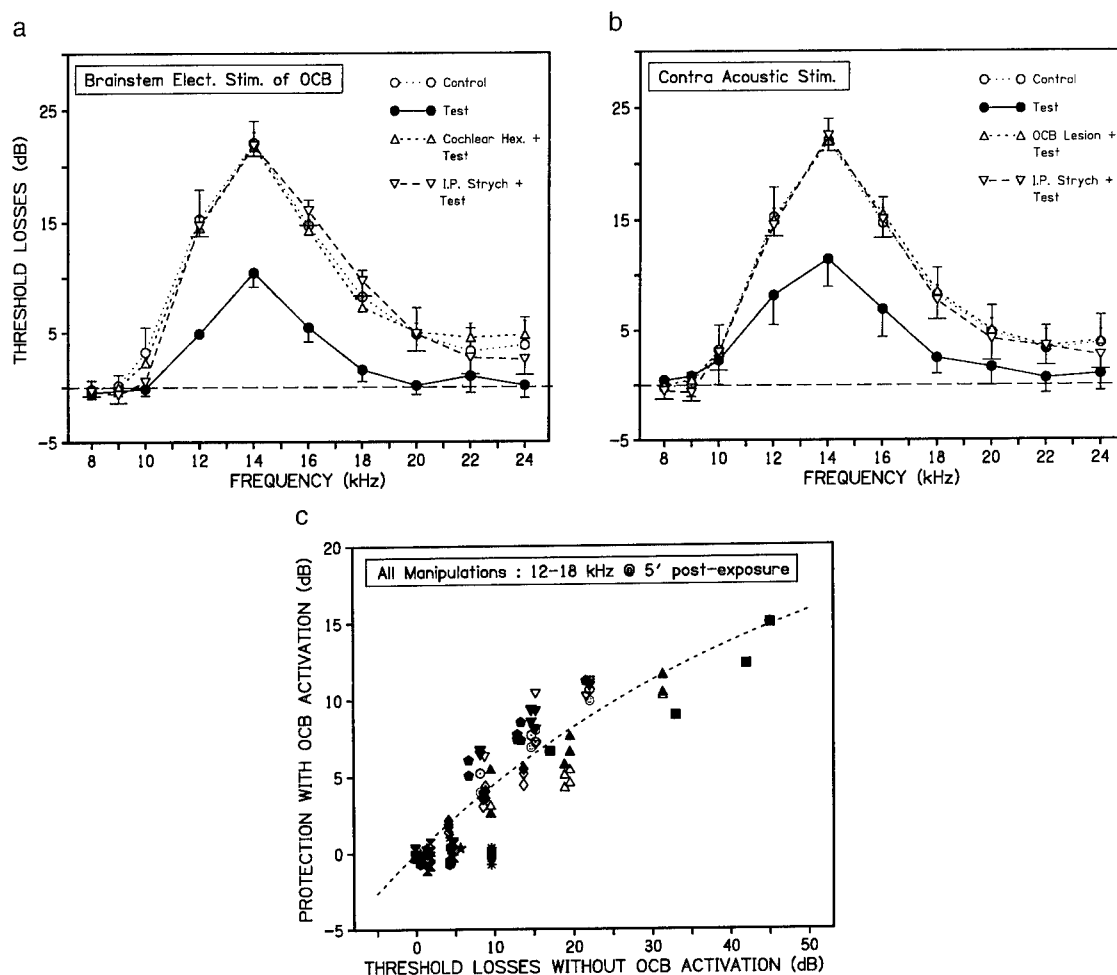 a
Brainstem Elect. Stim. of OCB
Control
Test
Cochlear Hex. +
Test
I.P. Strych +
Test
THRESHOLD LOSSES (dB)
25
15
5
-5
8 10 12 14 16 18 20 22 24
FREQUENCY (kHz)
b
Contra Acoustic Stim.
Control
Test
OCB Lesion +
Test
I.P. Strych +
Test
25
15
5
-5
8 10 12 14 16 18 20 22 24
FREQUENCY (kHz)
c
All Manipulations : 12-18 kHz @ 5' post-exposure
PROTECTION WITH OCB ACTIVATION (dB)
20
15
10
5
0
-5
0 10 20 30 40 50
THRESHOLD LOSSES WITHOUT OCB ACTIVATION (dB)